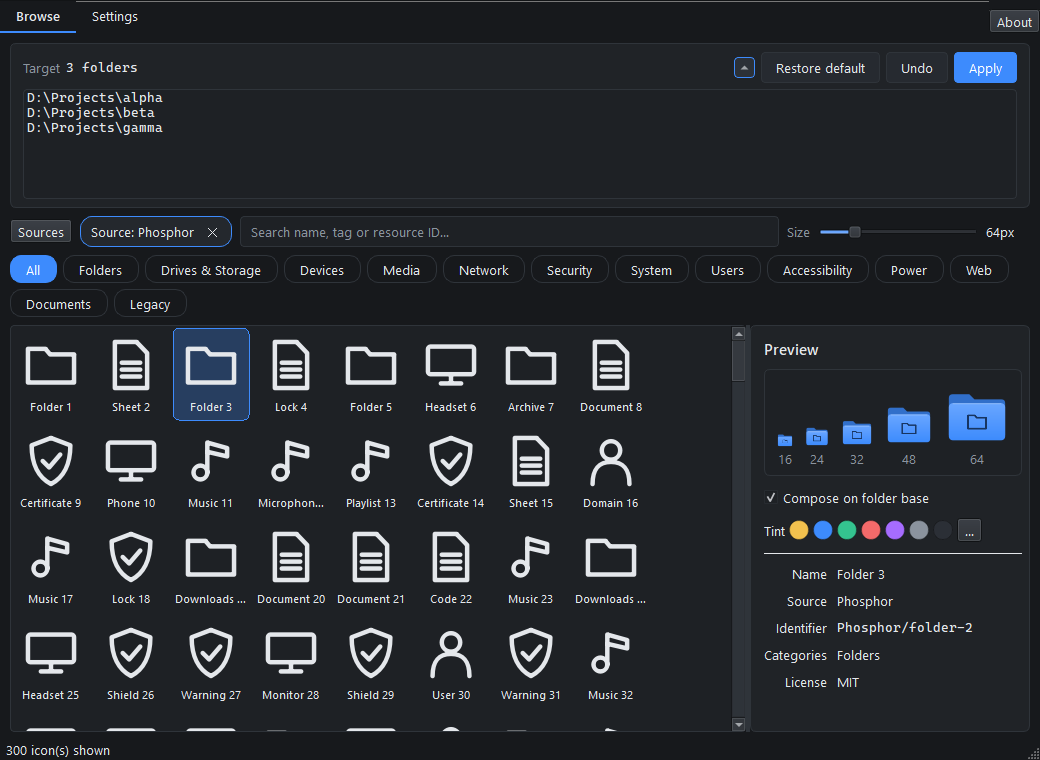 Browse Settings About
Target 3 folders Restore default Undo Apply
D:\Projects\alpha
D:\Projects\beta
D:\Projects\gamma
Sources Source: Phosphor Search name, tag or resource ID... Size 64px
All Folders Drives & Storage Devices Media Network Security System Users Accessibility Power Web
Documents Legacy
Folder 1 Sheet 2 Folder 3 Lock 4 Folder 5 Headset 6 Archive 7 Document 8
Certificate 9 Phone 10 Music 11 Microphon... Playlist 13 Certificate 14 Sheet 15 Domain 16
Music 17 Lock 18 Downloads ... Document 20 Document 21 Code 22 Music 23 Downloads ...
Headset 25 Shield 26 Warning 27 Monitor 28 Shield 29 User 30 Warning 31 Music 32
Preview
16 24 32 48 64
Compose on folder base
Tint ...
Name Folder 3
Source Phosphor
Identifier Phosphor/folder-2
Categories Folders
License MIT
300 icon(s) shown